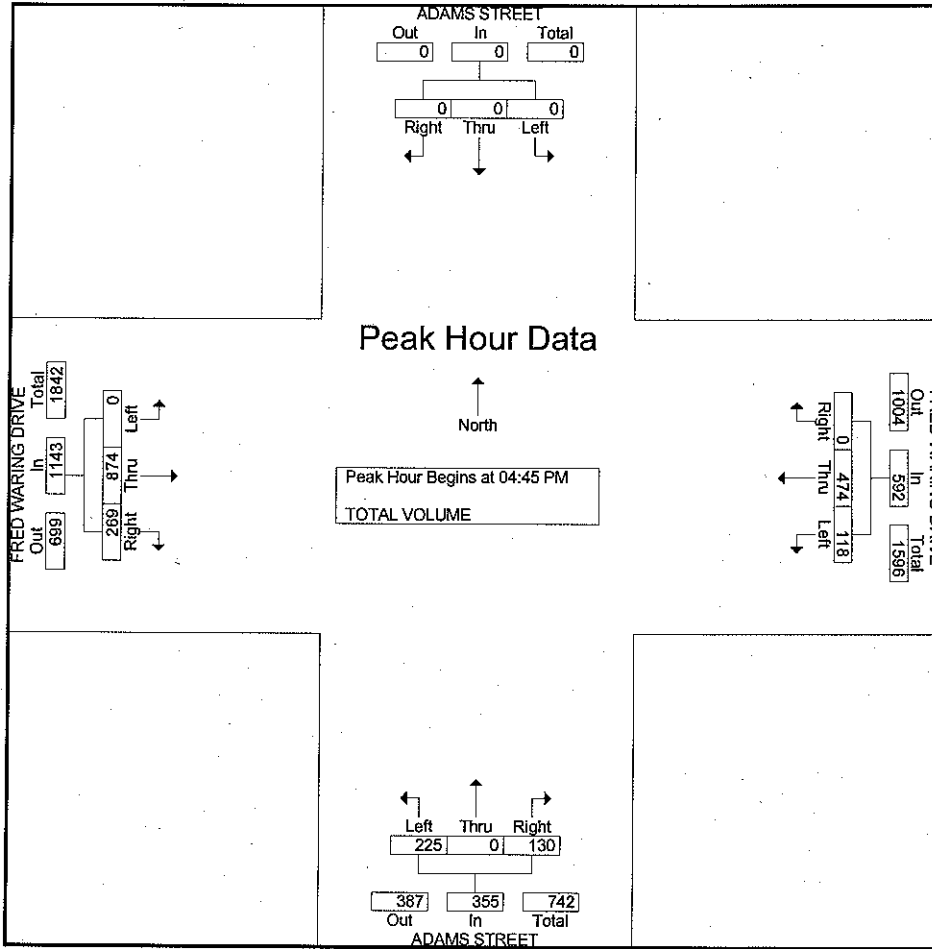 ADAMS STREET
Out In Total
0 0 0
0 0 0
Right Thru Left
Peak Hour Data
North
Peak Hour Begins at 04:45 PM
TOTAL VOLUME
FRED WARING DRIVE
Out In Total
699 1143 1842
269 874 0
Right Thru Left
Right Thru Left
0 474 118
Out In Total
1004 592 1596
Left Thru Right
225 0 130
387 355 742
Out In Total
ADAMS STREET